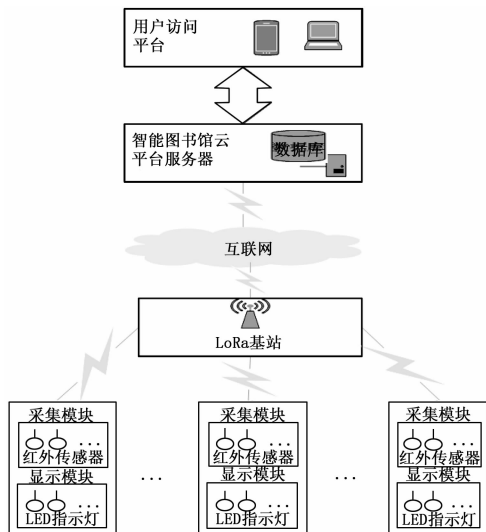 用户访问
平台
智能图书馆云
平台服务器
数据库
互联网
LoRa基站
采集模块
...
红外传感器
显示模块
...
LED指示灯
...
采集模块
...
红外传感器
显示模块
...
LED指示灯
...
采集模块
...
红外传感器
显示模块
...
LED指示灯